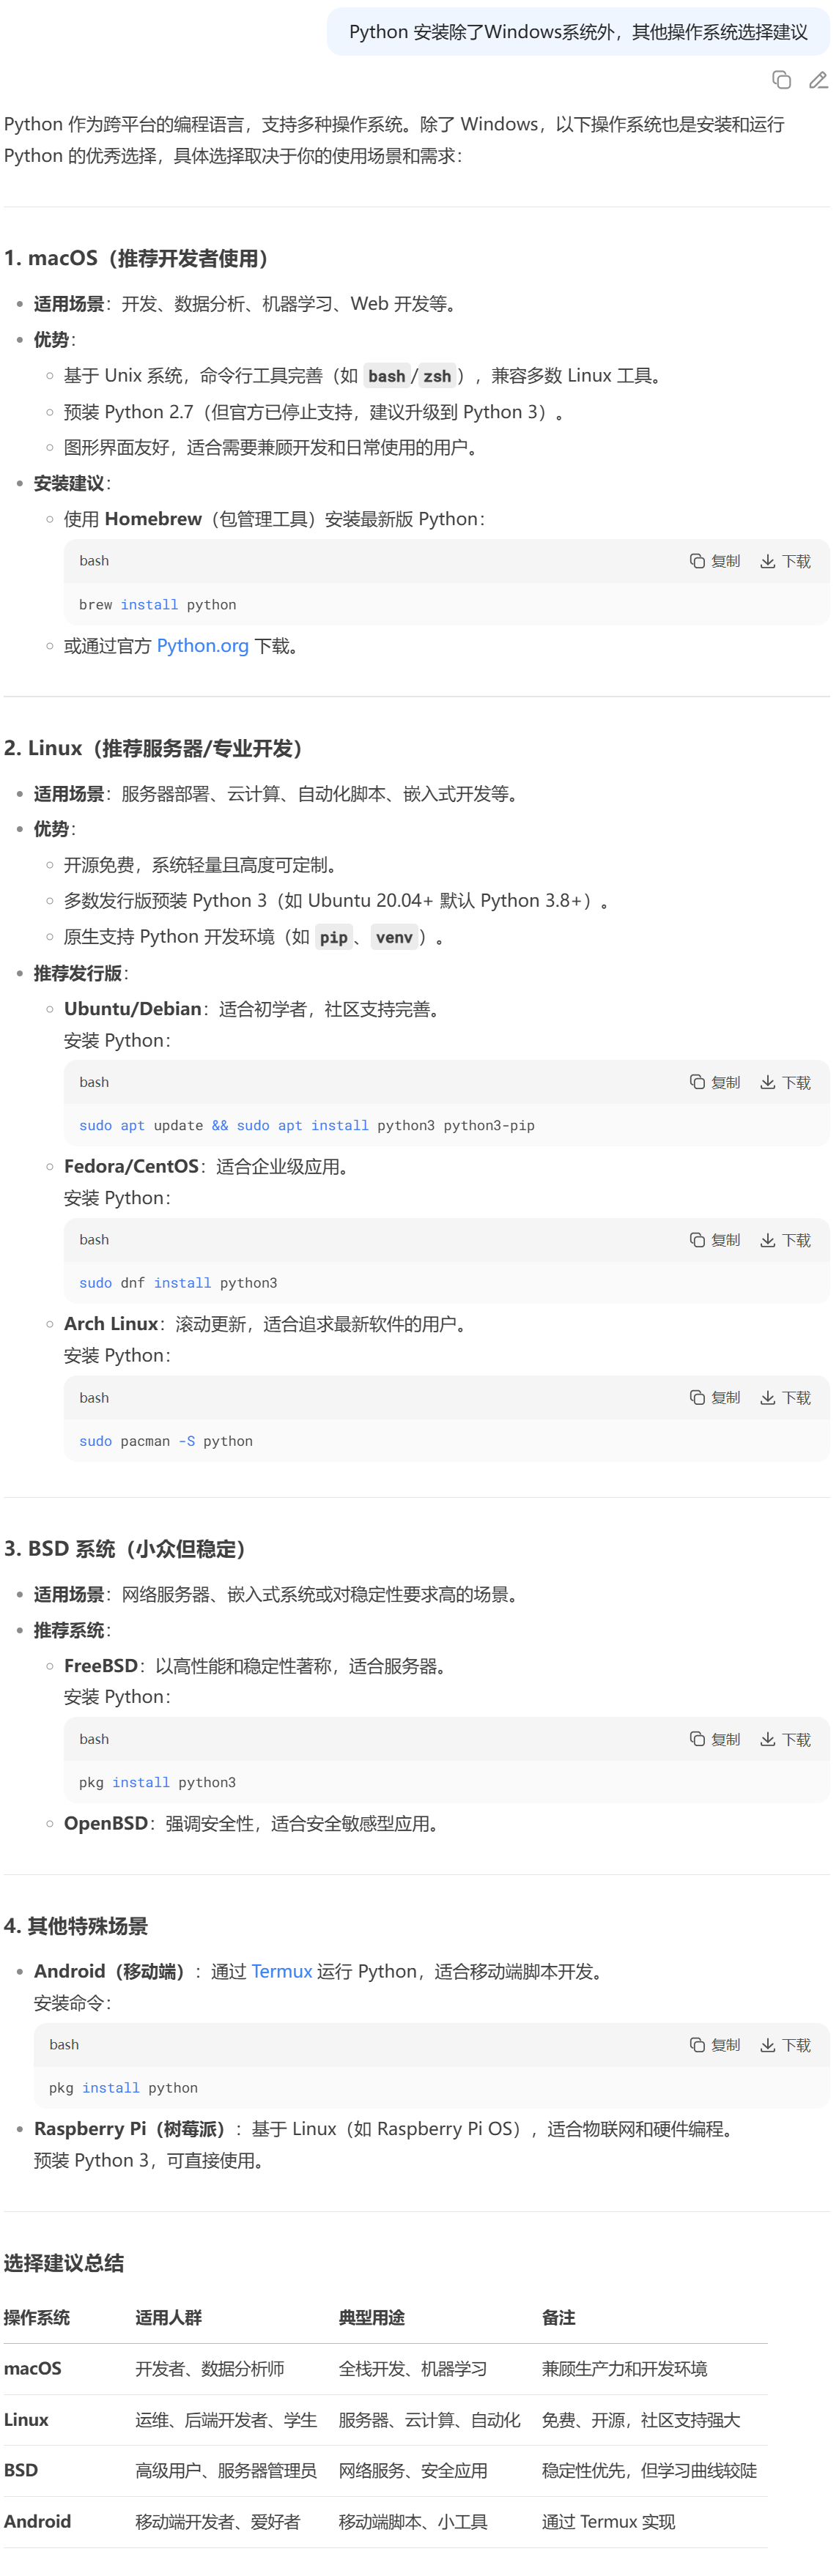 Python 安装除了Windows系统外，其他操作系统选择建议
Python 作为跨平台的编程语言，支持多种操作系统。除了 Windows，以下操作系统也是安装和运行
Python 的优秀选择，具体选择取决于你的使用场景和需求：
1. macOS（推荐开发者使用）
适用场景：开发、数据分析、机器学习、Web 开发等。
优势：
基于 Unix 系统，命令行工具完善（如 bash/zsh），兼容多数 Linux 工具。
预装 Python 2.7（但官方已停止支持，建议升级到 Python 3）。
图形界面友好，适合需要兼顾开发和日常使用的用户。
安装建议：
使用 Homebrew（包管理工具）安装最新版 Python：
bash 复制 下载
brew install python
或通过官方 Python.org 下载。
2. Linux（推荐服务器/专业开发）
适用场景：服务器部署、云计算、自动化脚本、嵌入式开发等。
优势：
开源免费，系统轻量且高度可定制。
多数发行版预装 Python 3（如 Ubuntu 20.04+ 默认 Python 3.8+）。
原生支持 Python 开发环境（如 pip、venv）。
推荐发行版：
Ubuntu/Debian：适合初学者，社区支持完善。
安装 Python：
bash 复制 下载
sudo apt update && sudo apt install python3 python3-pip
Fedora/CentOS：适合企业级应用。
安装 Python：
bash 复制 下载
sudo dnf install python3
Arch Linux：滚动更新，适合追求最新软件的用户。
安装 Python：
bash 复制 下载
sudo pacman -S python
3. BSD 系统（小众但稳定）
适用场景：网络服务器、嵌入式系统或对稳定性要求高的场景。
推荐系统：
FreeBSD：以高性能和稳定性著称，适合服务器。
安装 Python：
bash 复制 下载
pkg install python3
OpenBSD：强调安全性，适合安全敏感型应用。
4. 其他特殊场景
Android（移动端）：通过 Termux 运行 Python，适合移动端脚本开发。
安装命令：
bash 复制 下载
pkg install python
Raspberry Pi（树莓派）：基于 Linux（如 Raspberry Pi OS），适合物联网和硬件编程。
预装 Python 3，可直接使用。
选择建议总结
操作系统 适用人群 典型用途 备注
macOS 开发者、数据分析师 全栈开发、机器学习 兼顾生产力和开发环境
Linux 运维、后端开发者、学生 服务器、云计算、自动化 免费、开源，社区支持强大
BSD 高级用户、服务器管理员 网络服务、安全应用 稳定性优先，但学习曲线较陡
Android 移动端开发者、爱好者 移动端脚本、小工具 通过 Termux 实现